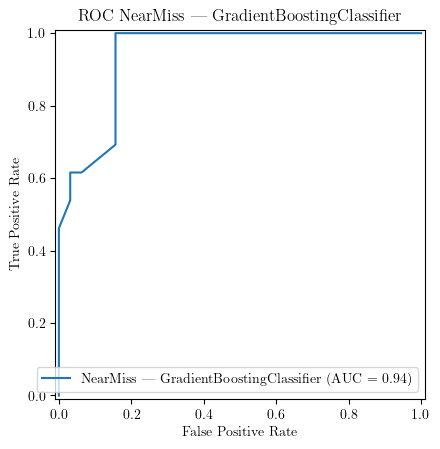 ROC NearMiss — GradientBoostingClassifier
1.0
0.8
0.6
0.4
0.2
0.0
True Positive Rate
NearMiss — GradientBoostingClassifier (AUC = 0.94)
0.0 0.2 0.4 0.6 0.8 1.0
False Positive Rate